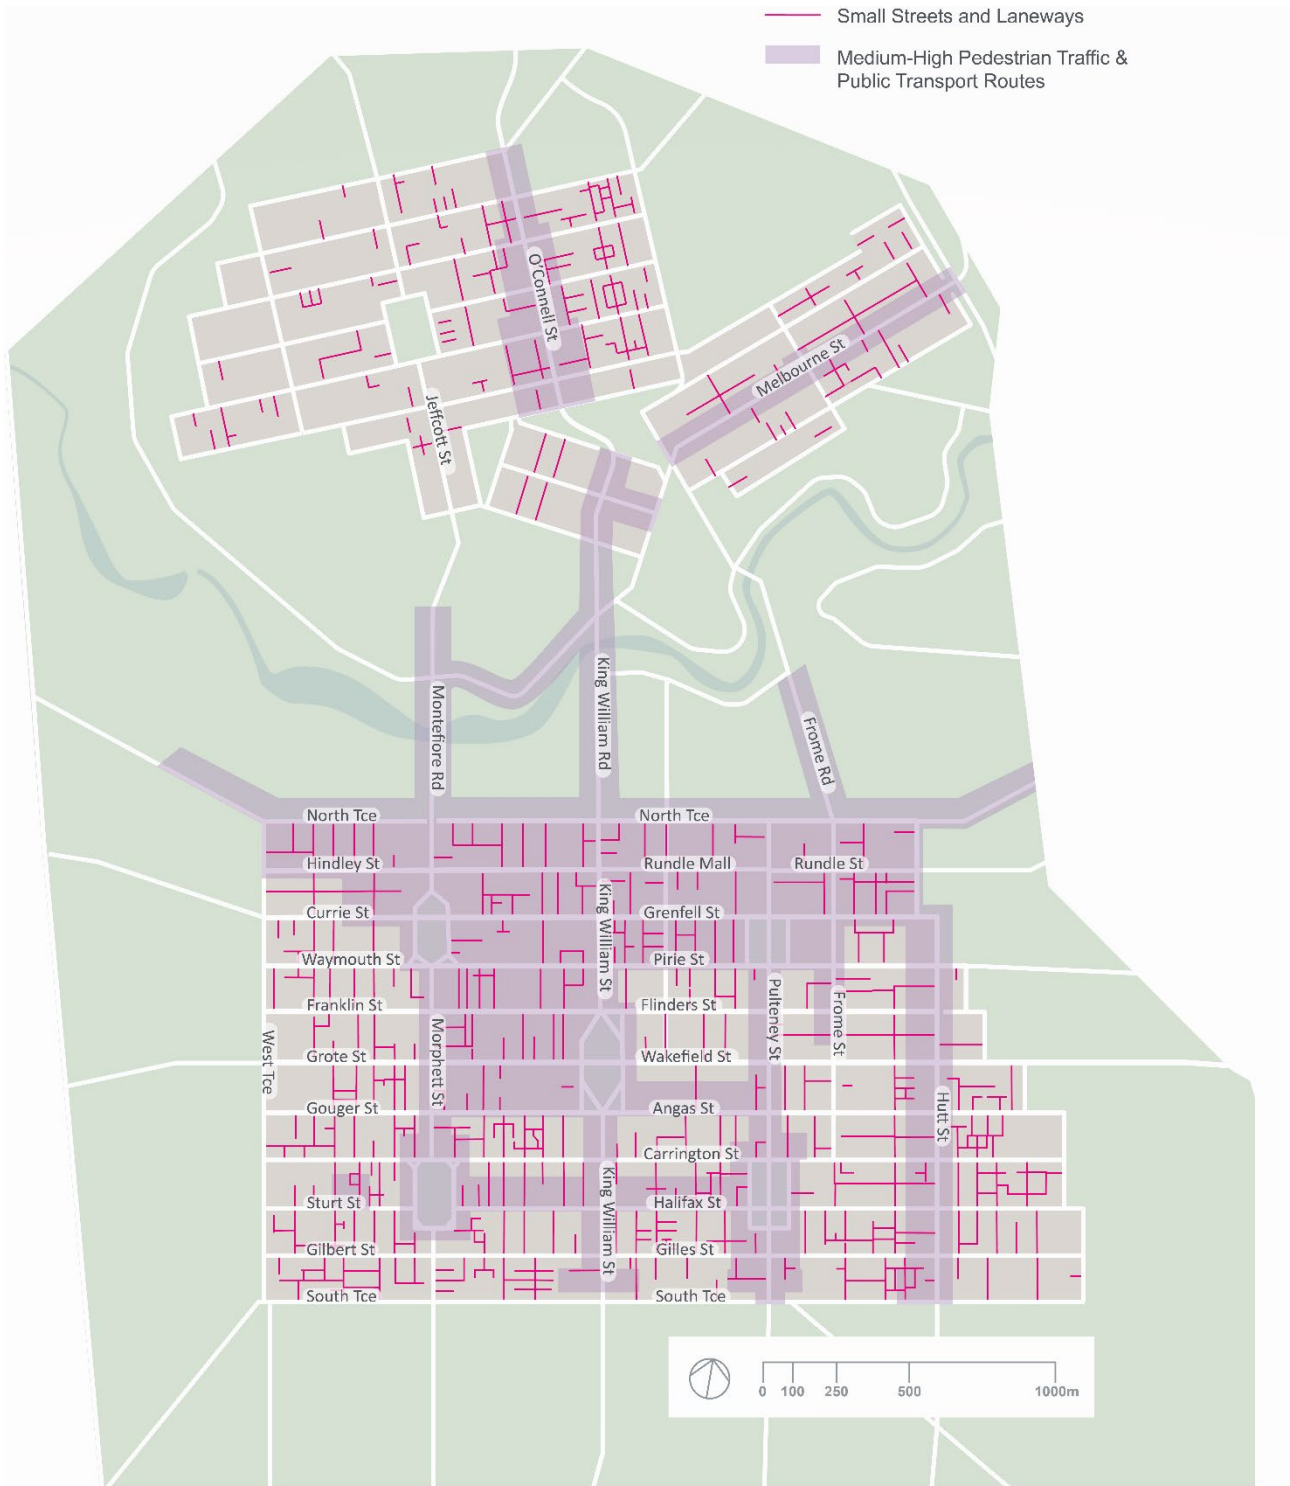 Small Streets and Laneways
Medium-High Pedestrian Traffic &
Public Transport Routes
O'Connell St
Melbourne St
Jeffcott St
Montefiore Rd
King William Rd
Frome Rd
North Tce
North Tce
Hindley St
Rundle Mall
Rundle St
Currie St
King William St
Grenfell St
Waymouth St
Pirie St
Franklin St
Flinders St
Pulteney St
Frome St
West Tce
Morphett St
Grote St
Wakefield St
Gouger St
Angas St
Hutt St
Carrington St
Sturt St
King William St
Halifax St
Gilbert St
Gilles St
South Tce
South Tce
0 100 250 500 1000m